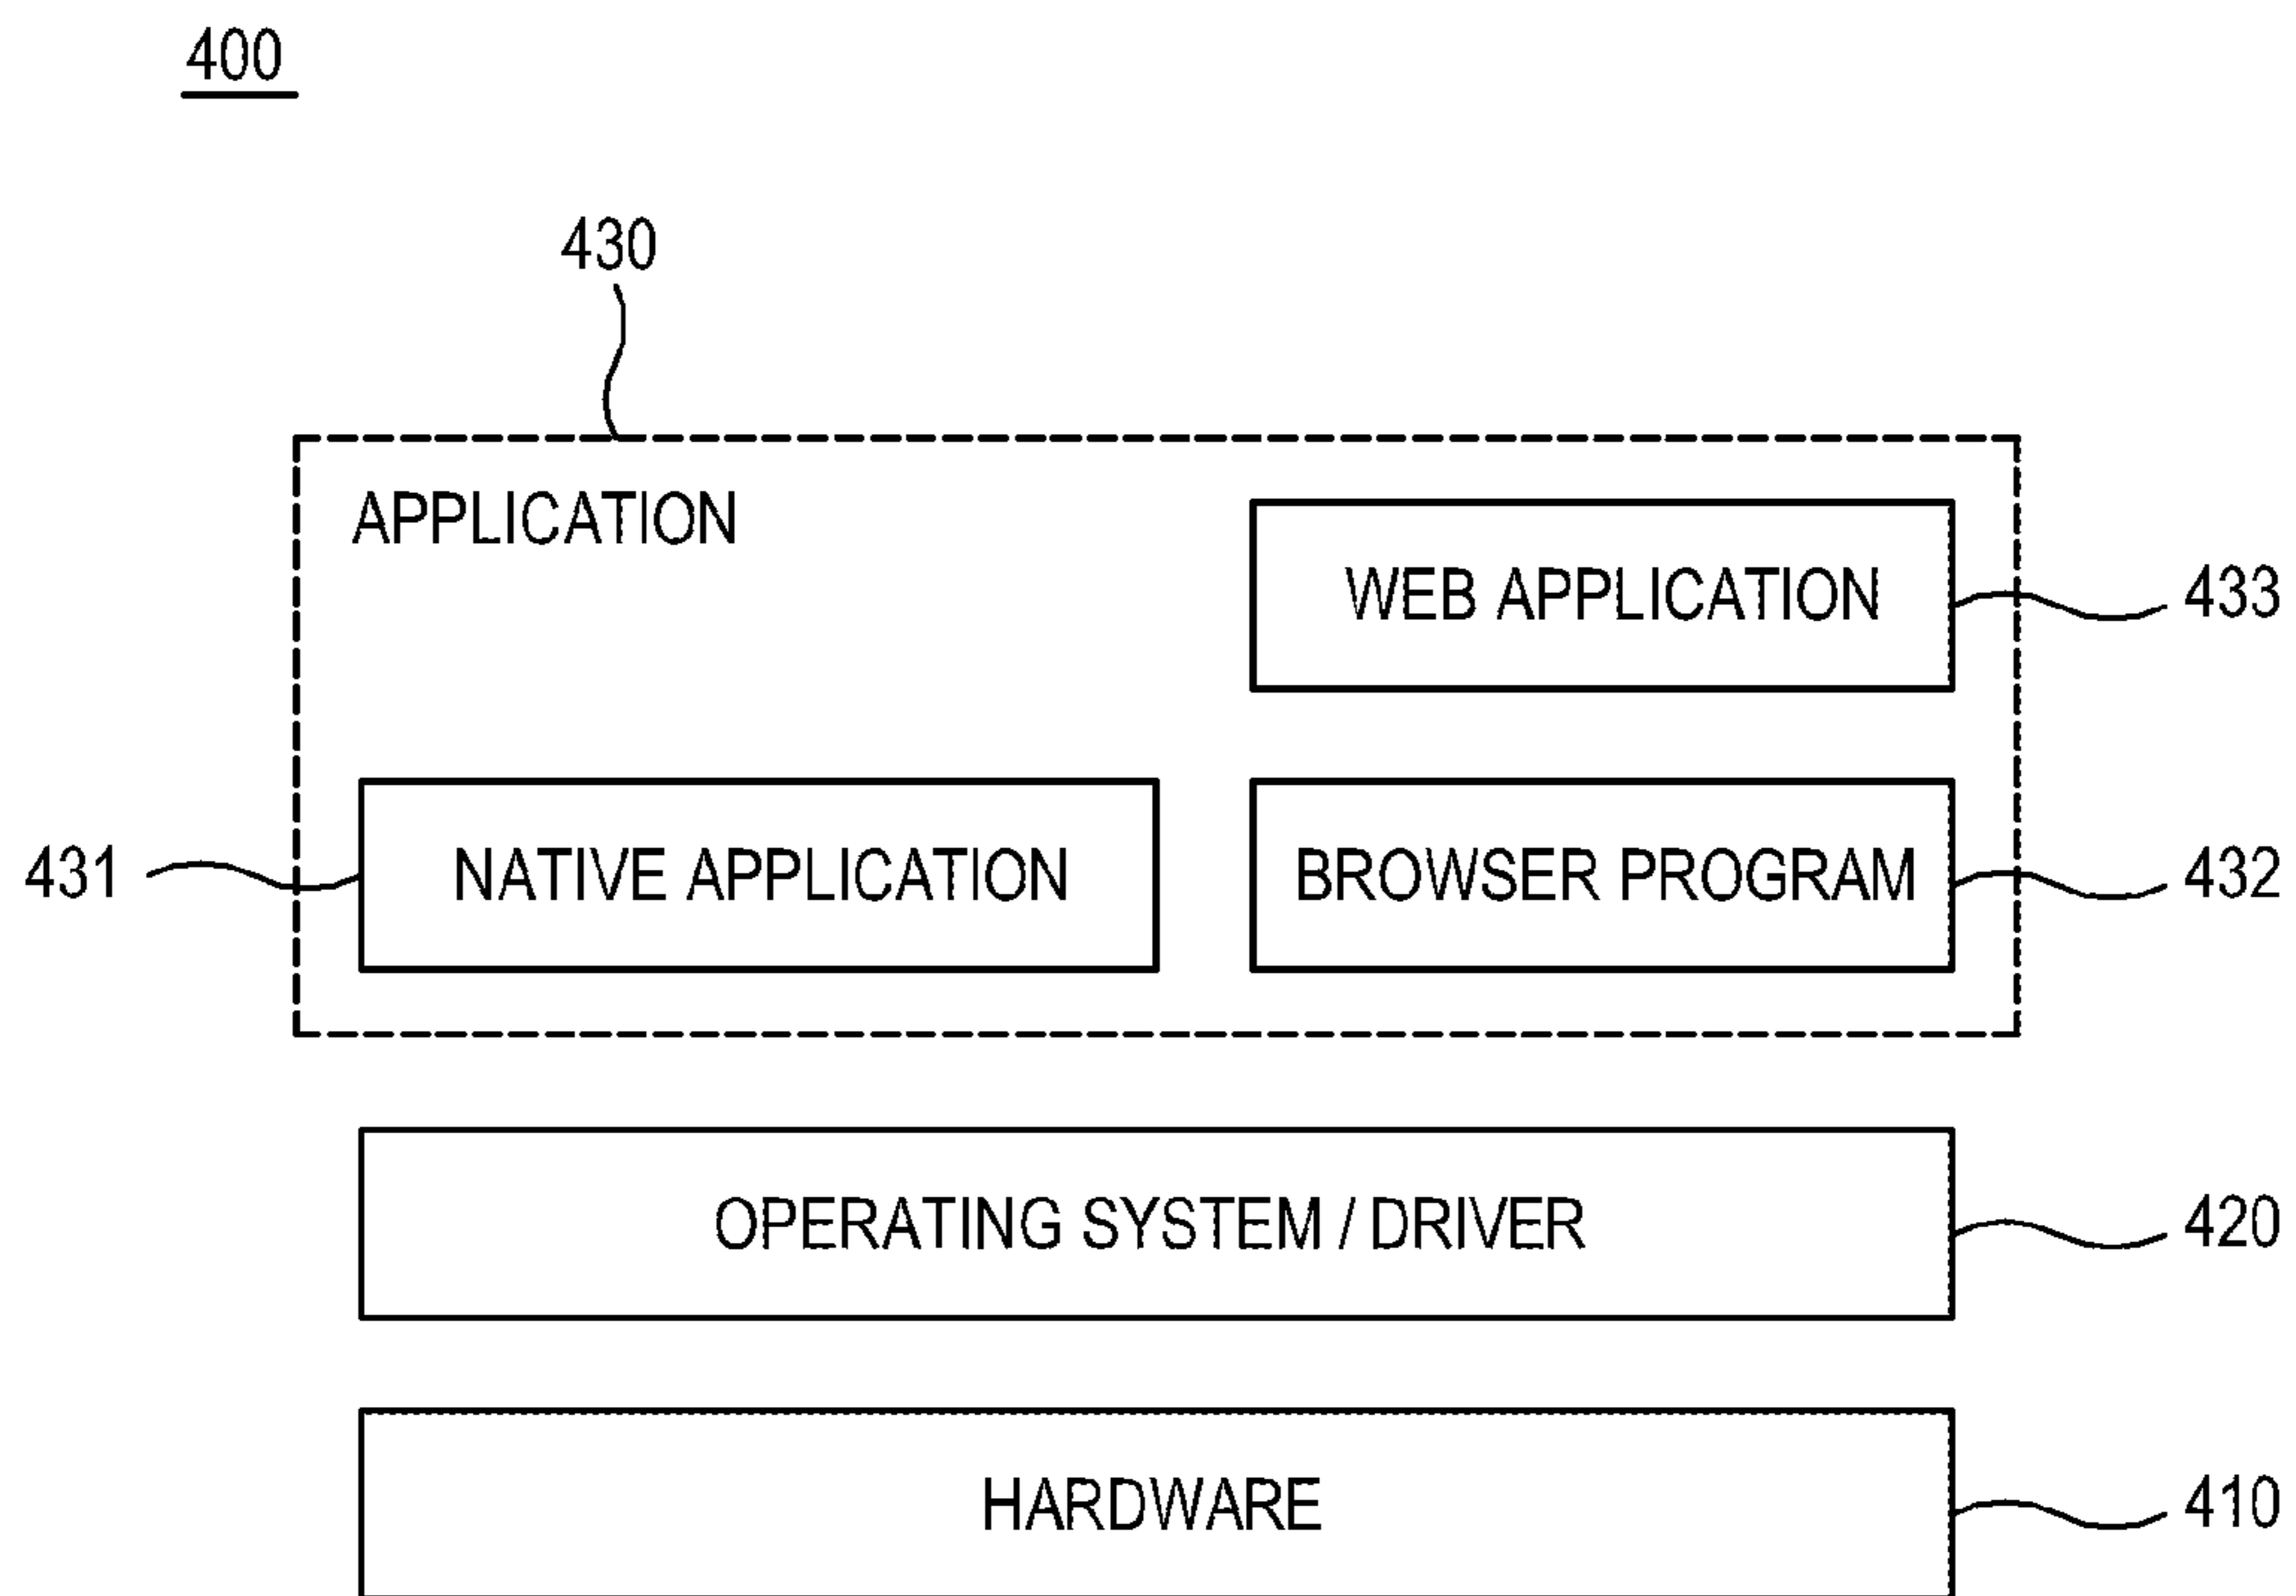 400
430
APPLICATION
WEB APPLICATION
433
431
NATIVE APPLICATION
BROWSER PROGRAM
432
OPERATING SYSTEM / DRIVER
420
HARDWARE
410